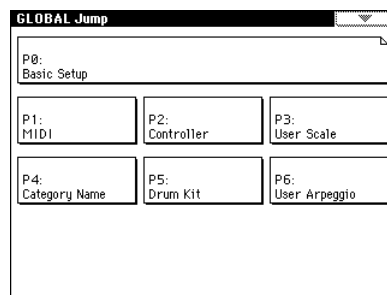 GLOBAL Jump
P0:
Basic Setup
P1:
MIDI
P2:
Controller
P3:
User Scale
P4:
Category Name
P5:
Drum Kit
P6:
User Arpeggio